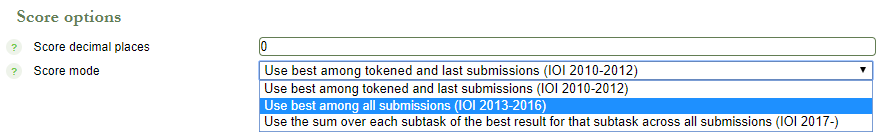 Score options
? Score decimal places 0
? Score mode Use best among tokened and last submissions (IOI 2010-2012)
Use best among tokened and last submissions (IOI 2010-2012)
Use best among all submissions (IOI 2013-2016)
Use the sum over each subtask of the best result for that subtask across all submissions (IOI 2017-)